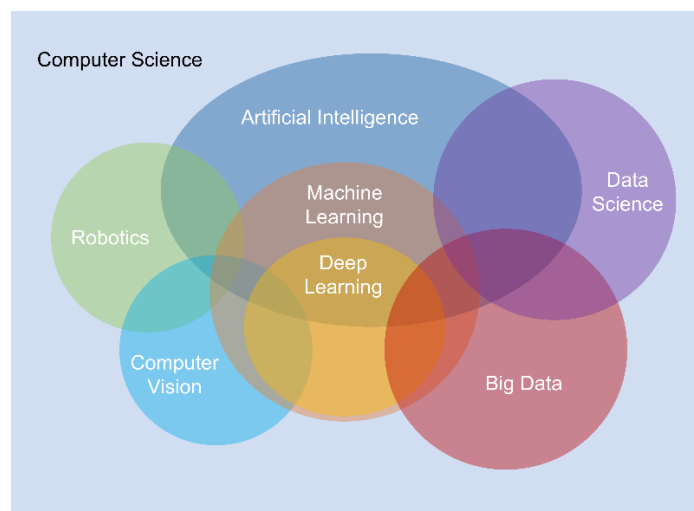 Computer Science
Artificial Intelligence
Machine
Learning
Data
Science
Robotics
Deep
Learning
Computer
Vision
Big Data